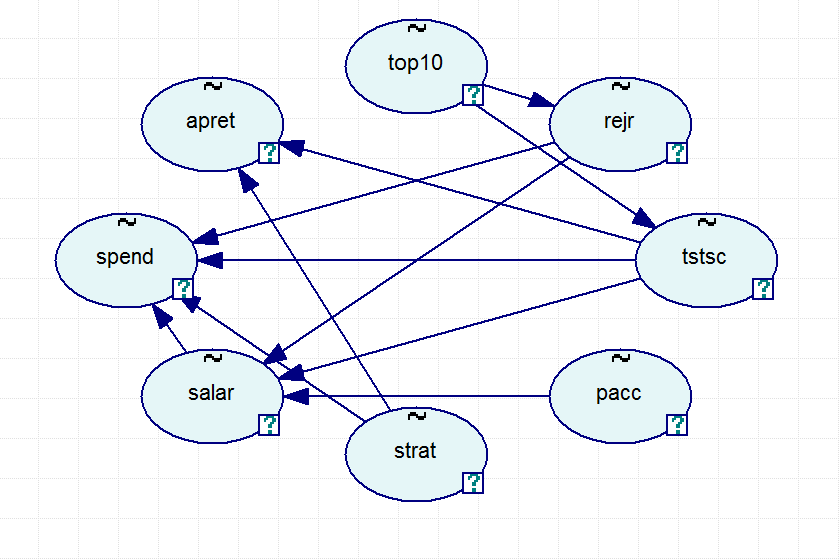 ~
top10
?
~
apret
?
~
rejr
?
~
spend
?
~
tstsc
?
~
salar
?
~
pacc
?
~
strat
?